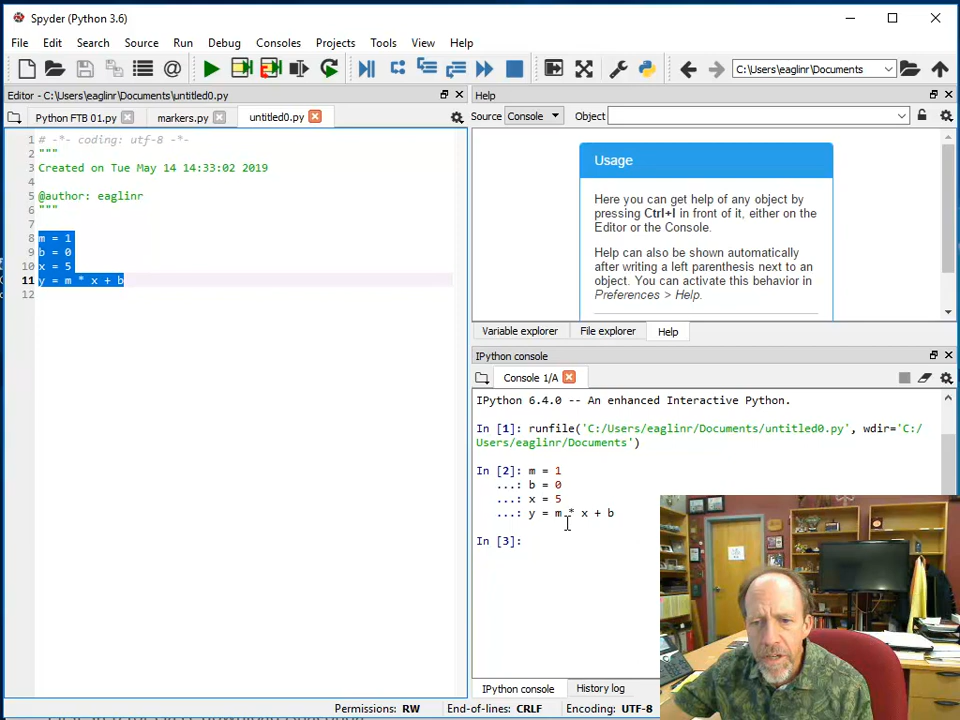 Spyder (Python 3.6)
File Edit Search Source Run Debug Consoles Projects Tools View Help
C:\Users\eaglinr\Documents
Editor - C:\Users\eaglinr\Documents\untitled0.py
Python FTB 01.py markers.py untitled0.py
1 # -*- coding: utf-8 -*-
2 """
3 Created on Tue May 14 14:33:02 2019
4
5 @author: eaglinr
6 """
7
8 m = 1
9 b = 0
10 x = 5
11 y = m * x + b
12
Help
Source Console Object
Usage
Here you can get help of any object by
pressing Ctrl+I in front of it, either on the
Editor or the Console.
Help can also be shown automatically
after writing a left parenthesis next to an
object. You can activate this behavior in
Preferences > Help.
Variable explorer File explorer Help
IPython console
Console 1/A
IPython 6.4.0 -- An enhanced Interactive Python.
In [1]: runfile('C:/Users/eaglinr/Documents/untitled0.py', wdir='C:/
Users/eaglinr/Documents')
In [2]: m = 1
...: b = 0
...: x = 5
...: y = m * x + b
In [3]:
IPython console History log
Permissions: RW End-of-lines: CRLF Encoding: UTF-8